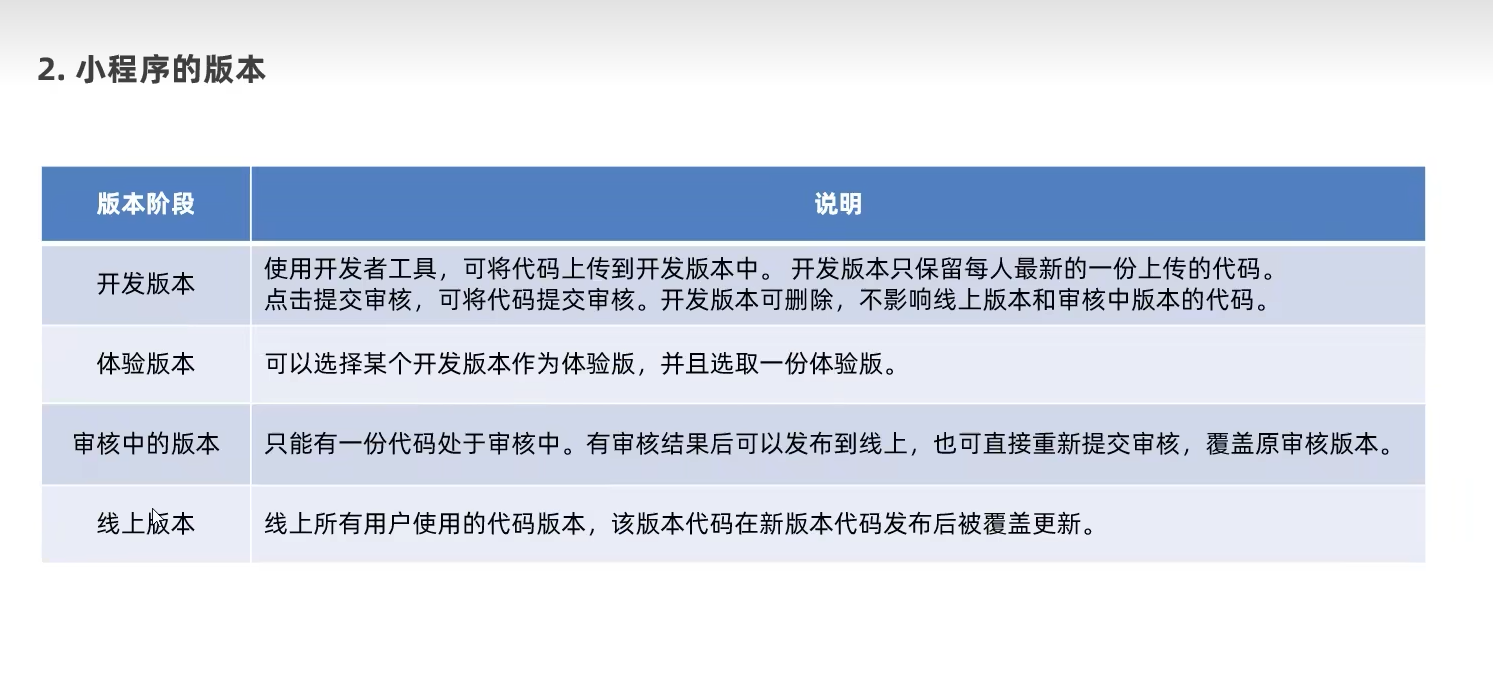 2. 小程序的版本
版本阶段
说明
开发版本
使用开发者工具，可将代码上传到开发版本中。 开发版本只保留每人最新的一份上传的代码。
点击提交审核，可将代码提交审核。开发版本可删除，不影响线上版本和审核中版本的代码。
体验版本
可以选择某个开发版本作为体验版，并且选取一份体验版。
审核中的版本
只能有一份代码处于审核中。有审核结果后可以发布到线上，也可直接重新提交审核，覆盖原审核版本。
线上版本
线上所有用户使用的代码版本，该版本代码在新版本代码发布后被覆盖更新。